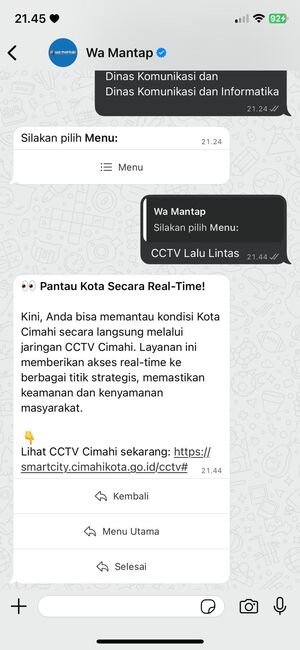 21.45
92
Wa Mantap
Dinas Komunikasi dan
Dinas Komunikasi dan Informatika
21.24
Silakan pilih Menu:
21.24
Menu
Wa Mantap
Silakan pilih Menu:
CCTV Lalu Lintas
21.44
Pantau Kota Secara Real-Time!
Kini, Anda bisa memantau kondisi Kota
Cimahi secara langsung melalui
jaringan CCTV Cimahi. Layanan ini
memberikan akses real-time ke
berbagai titik strategis, memastikan
keamanan dan kenyamanan
masyarakat.
Lihat CCTV Cimahi sekarang: https://
smartcity.cimahikota.go.id/cctv#
21.44
Kembali
Menu Utama
Selesai